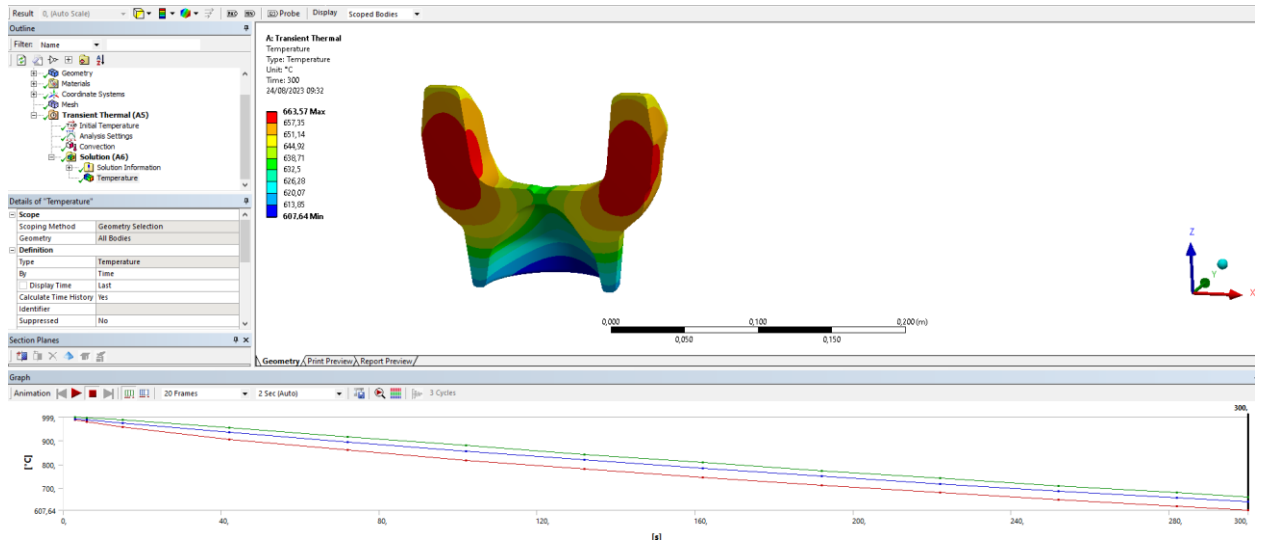 Result 0, (Auto Scale) Probe Display Scoped Bodies
Outline
Filter: Name
Geometry
Materials
Coordinate Systems
Mesh
Transient Thermal (A5)
Initial Temperature
Analysis Settings
Convection
Solution (A6)
Solution Information
Temperature
Details of "Temperature"
Scope
Scoping Method Geometry Selection
Geometry All Bodies
Definition
Type Temperature
By Time
Display Time Last
Calculate Time History Yes
Identifier
Suppressed No
Section Planes
A: Transient Thermal
Temperature
Type: Temperature
Unit: °C
Time: 300
24/08/2023 09:32
663,57 Max
657,35
651,14
644,92
638,71
632,5
626,28
620,07
613,85
607,64 Min
Z
Y
X
0,000 0,100 0,200 (m)
0,050 0,150
Geometry Print Preview Report Preview
Graph
Animation 20 Frames 2 Sec (Auto) 3 Cycles
300,
999,
900,
800,
700,
607,64
[°C]
0, 40, 80, 120, 160, 200, 240, 280, 300,
[s]